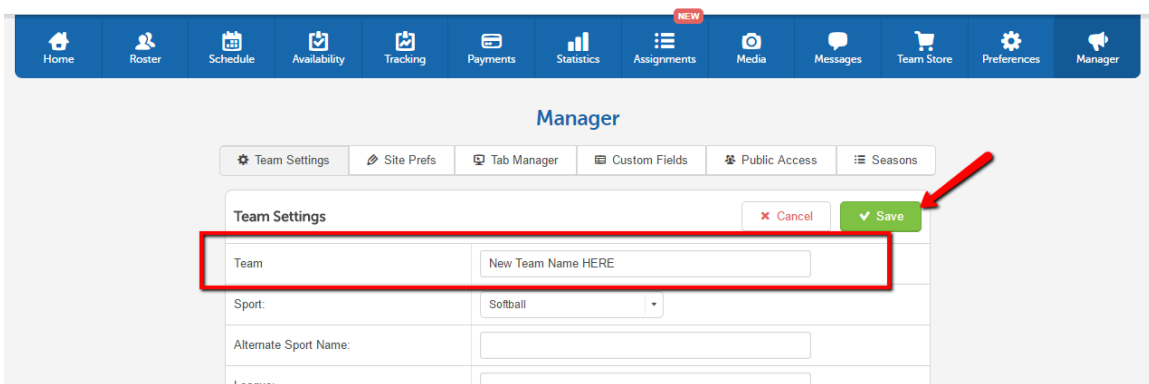 NEW
Home Roster Schedule Availability Tracking Payments Statistics Assignments Media Messages Team Store Preferences Manager
Manager
Team Settings Site Prefs Tab Manager Custom Fields Public Access Seasons
Team Settings Cancel Save
Team New Team Name HERE
Sport: Softball
Alternate Sport Name: